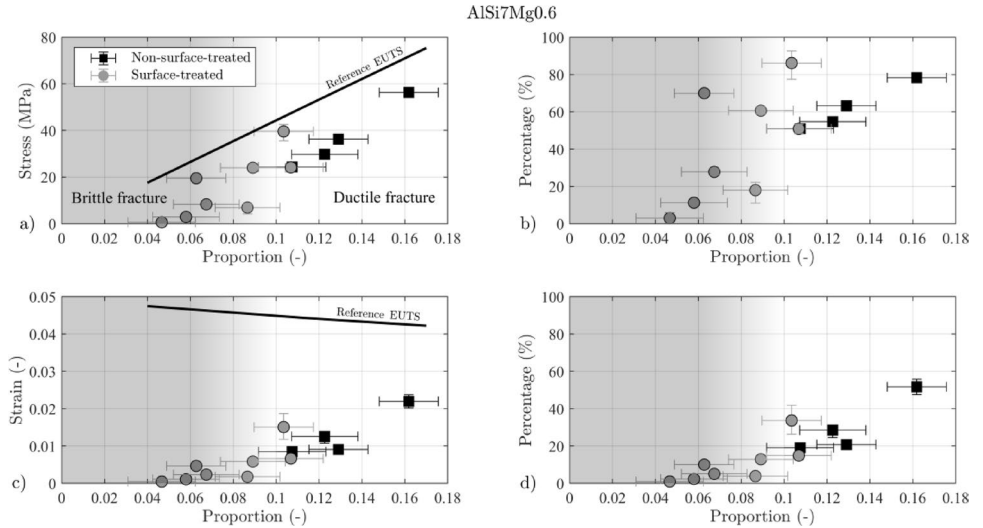 AlSi7Mg0.6
80
60
40
20
0
Stress (MPa)
Non-surface-treated
Surface-treated
Reference EUTS
Brittle fracture
Ductile fracture
a)
0 0.02 0.04 0.06 0.08 0.1 0.12 0.14 0.16 0.18
Proportion (-)
100
80
60
40
20
0
Percentage (%)
b)
0 0.02 0.04 0.06 0.08 0.1 0.12 0.14 0.16 0.18
Proportion (-)
0.05
0.04
0.03
0.02
0.01
0
Strain (-)
Reference EUTS
c)
0 0.02 0.04 0.06 0.08 0.1 0.12 0.14 0.16 0.18
Proportion (-)
100
80
60
40
20
0
Percentage (%)
d)
0 0.02 0.04 0.06 0.08 0.1 0.12 0.14 0.16 0.18
Proportion (-)